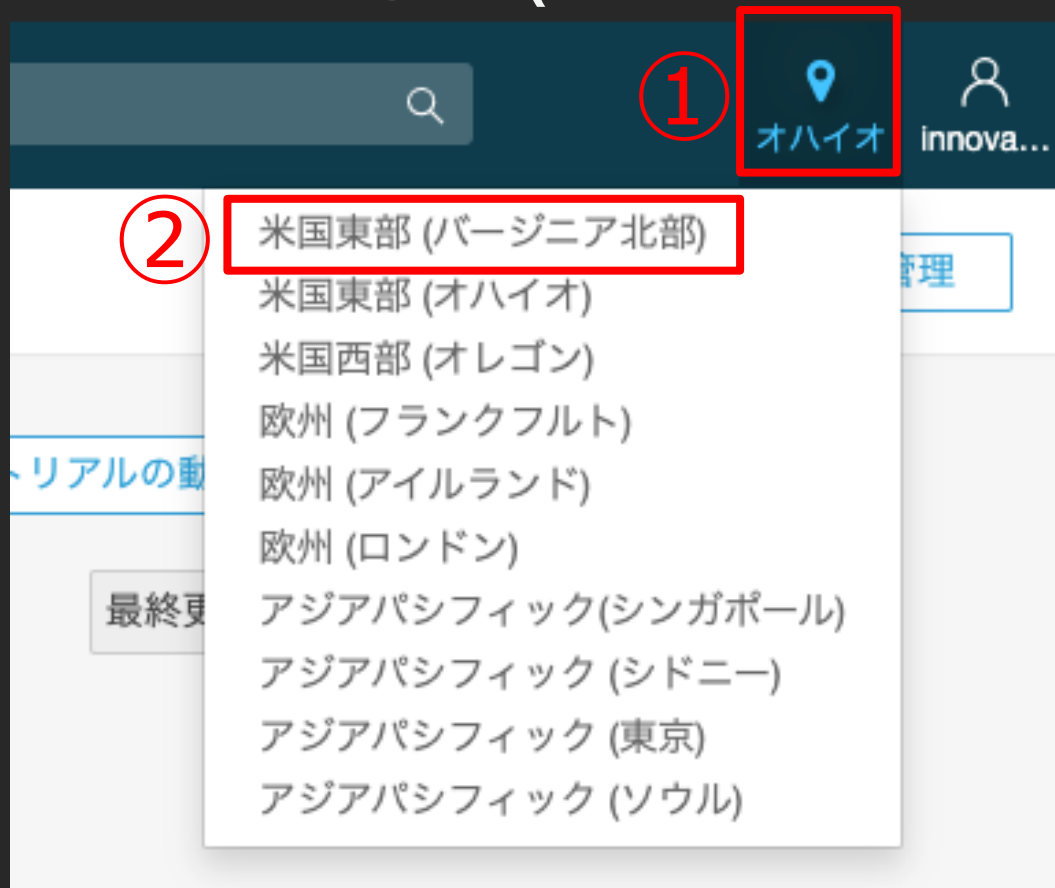 ①
オハイオ
innova...
②
米国東部 (バージニア北部)
管理
米国東部 (オハイオ)
米国西部 (オレゴン)
欧州 (フランクフルト)
トリアルの動
欧州 (アイルランド)
欧州 (ロンドン)
最終更
アジアパシフィック(シンガポール)
アジアパシフィック (シドニー)
アジアパシフィック (東京)
アジアパシフィック (ソウル)